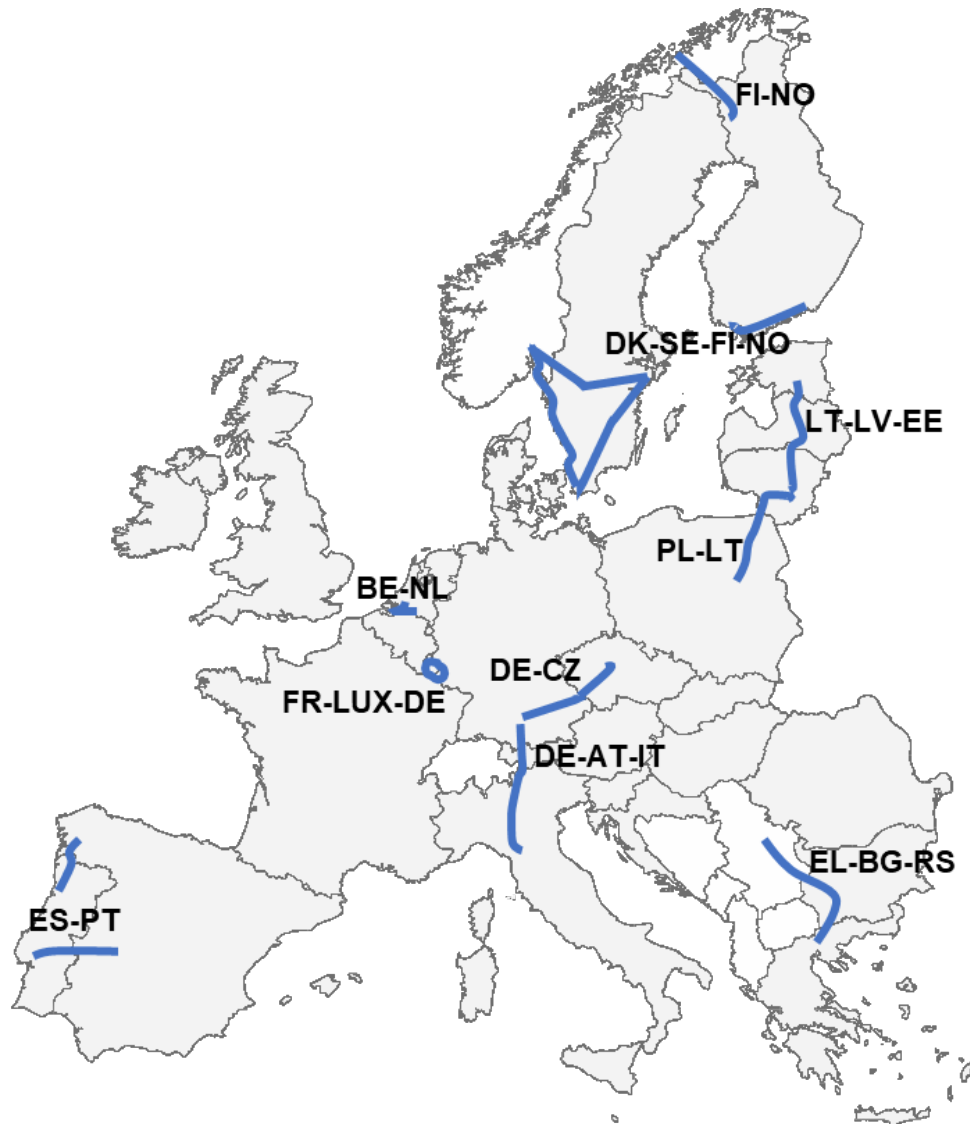 FI-NO
DK-SE-FI-NO
LT-LV-EE
PL-LT
BE-NL
DE-CZ
FR-LUX-DE
DE-AT-IT
EL-BG-RS
ES-PT